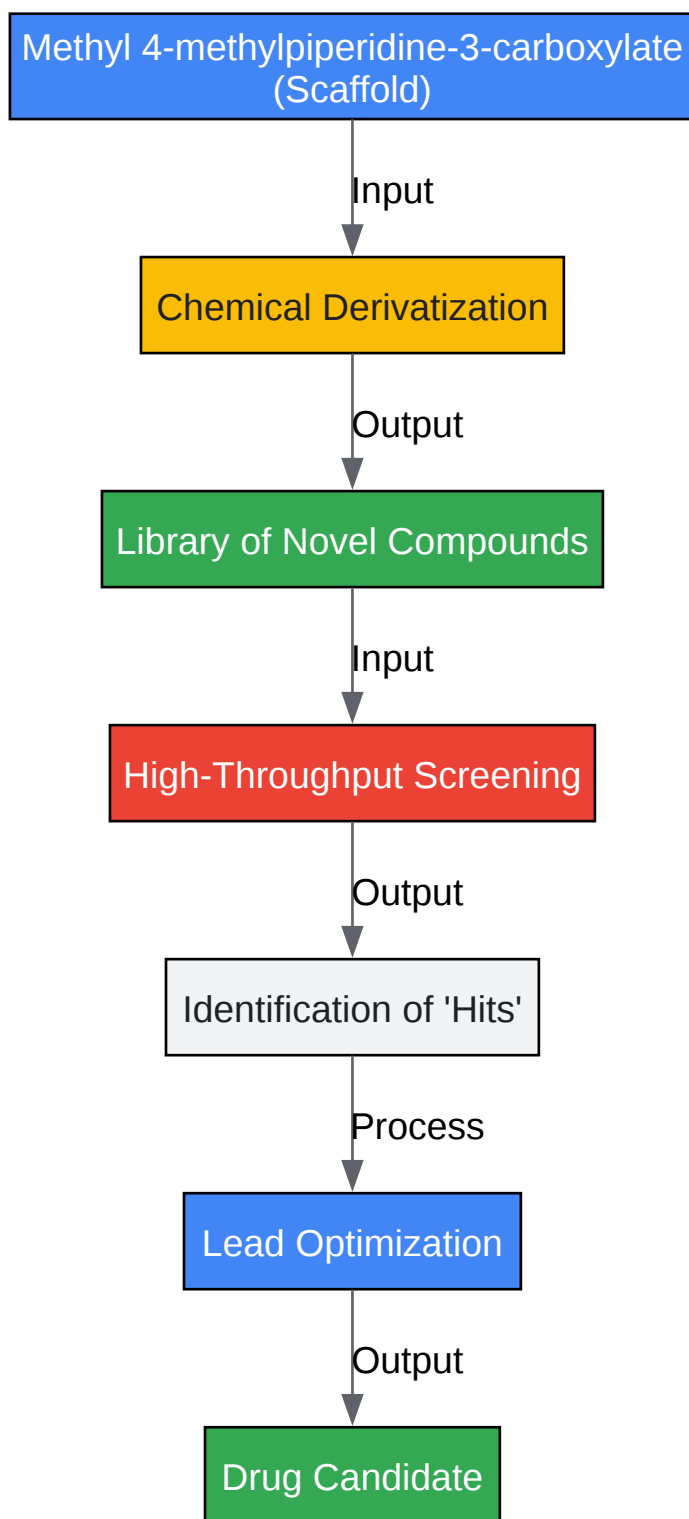 Methyl 4-methylpiperidine-3-carboxylate
(Scaffold)
Input
Chemical Derivatization
Output
Library of Novel Compounds
Input
High-Throughput Screening
Output
Identification of 'Hits'
Process
Lead Optimization
Output
Drug Candidate